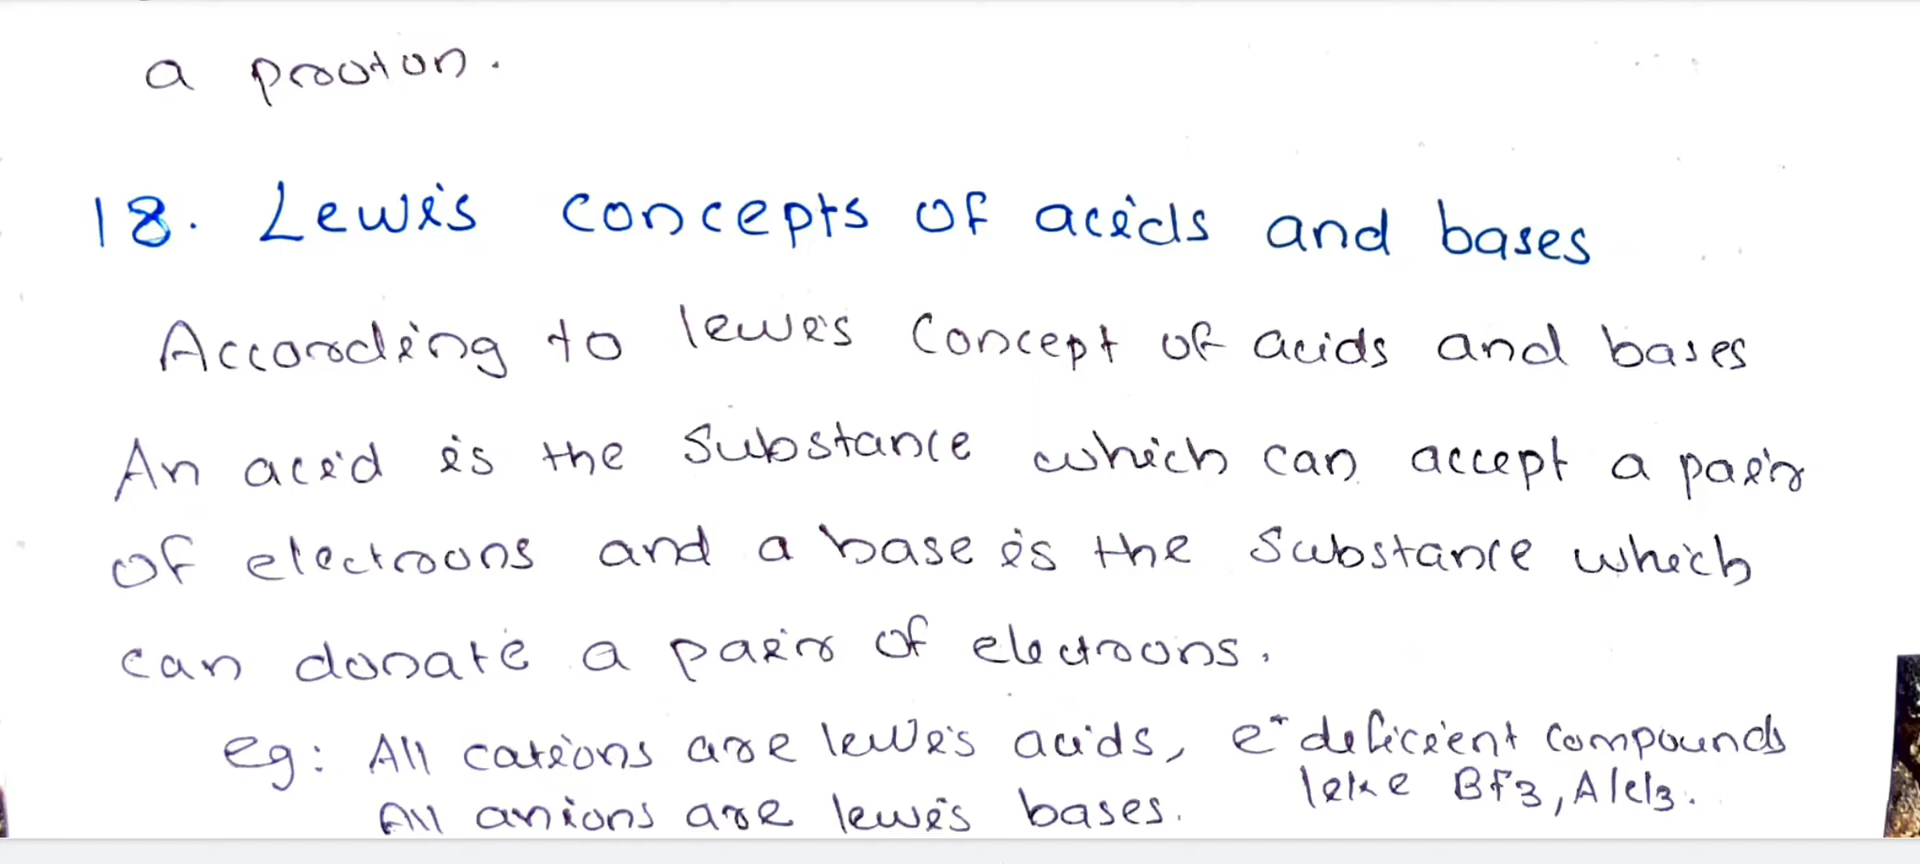 a proton.
18. Lewis concepts of acids and bases
According to lewis Concept of acids and bases
An acid is the Substance which can accept a pair
of electrons and a base is the Substance which
can donate a pair of electrons.
eg: All cations are lewis acids, e⁻ deficient compounds
like BF3, AlCl3.
All anions are lewis bases.